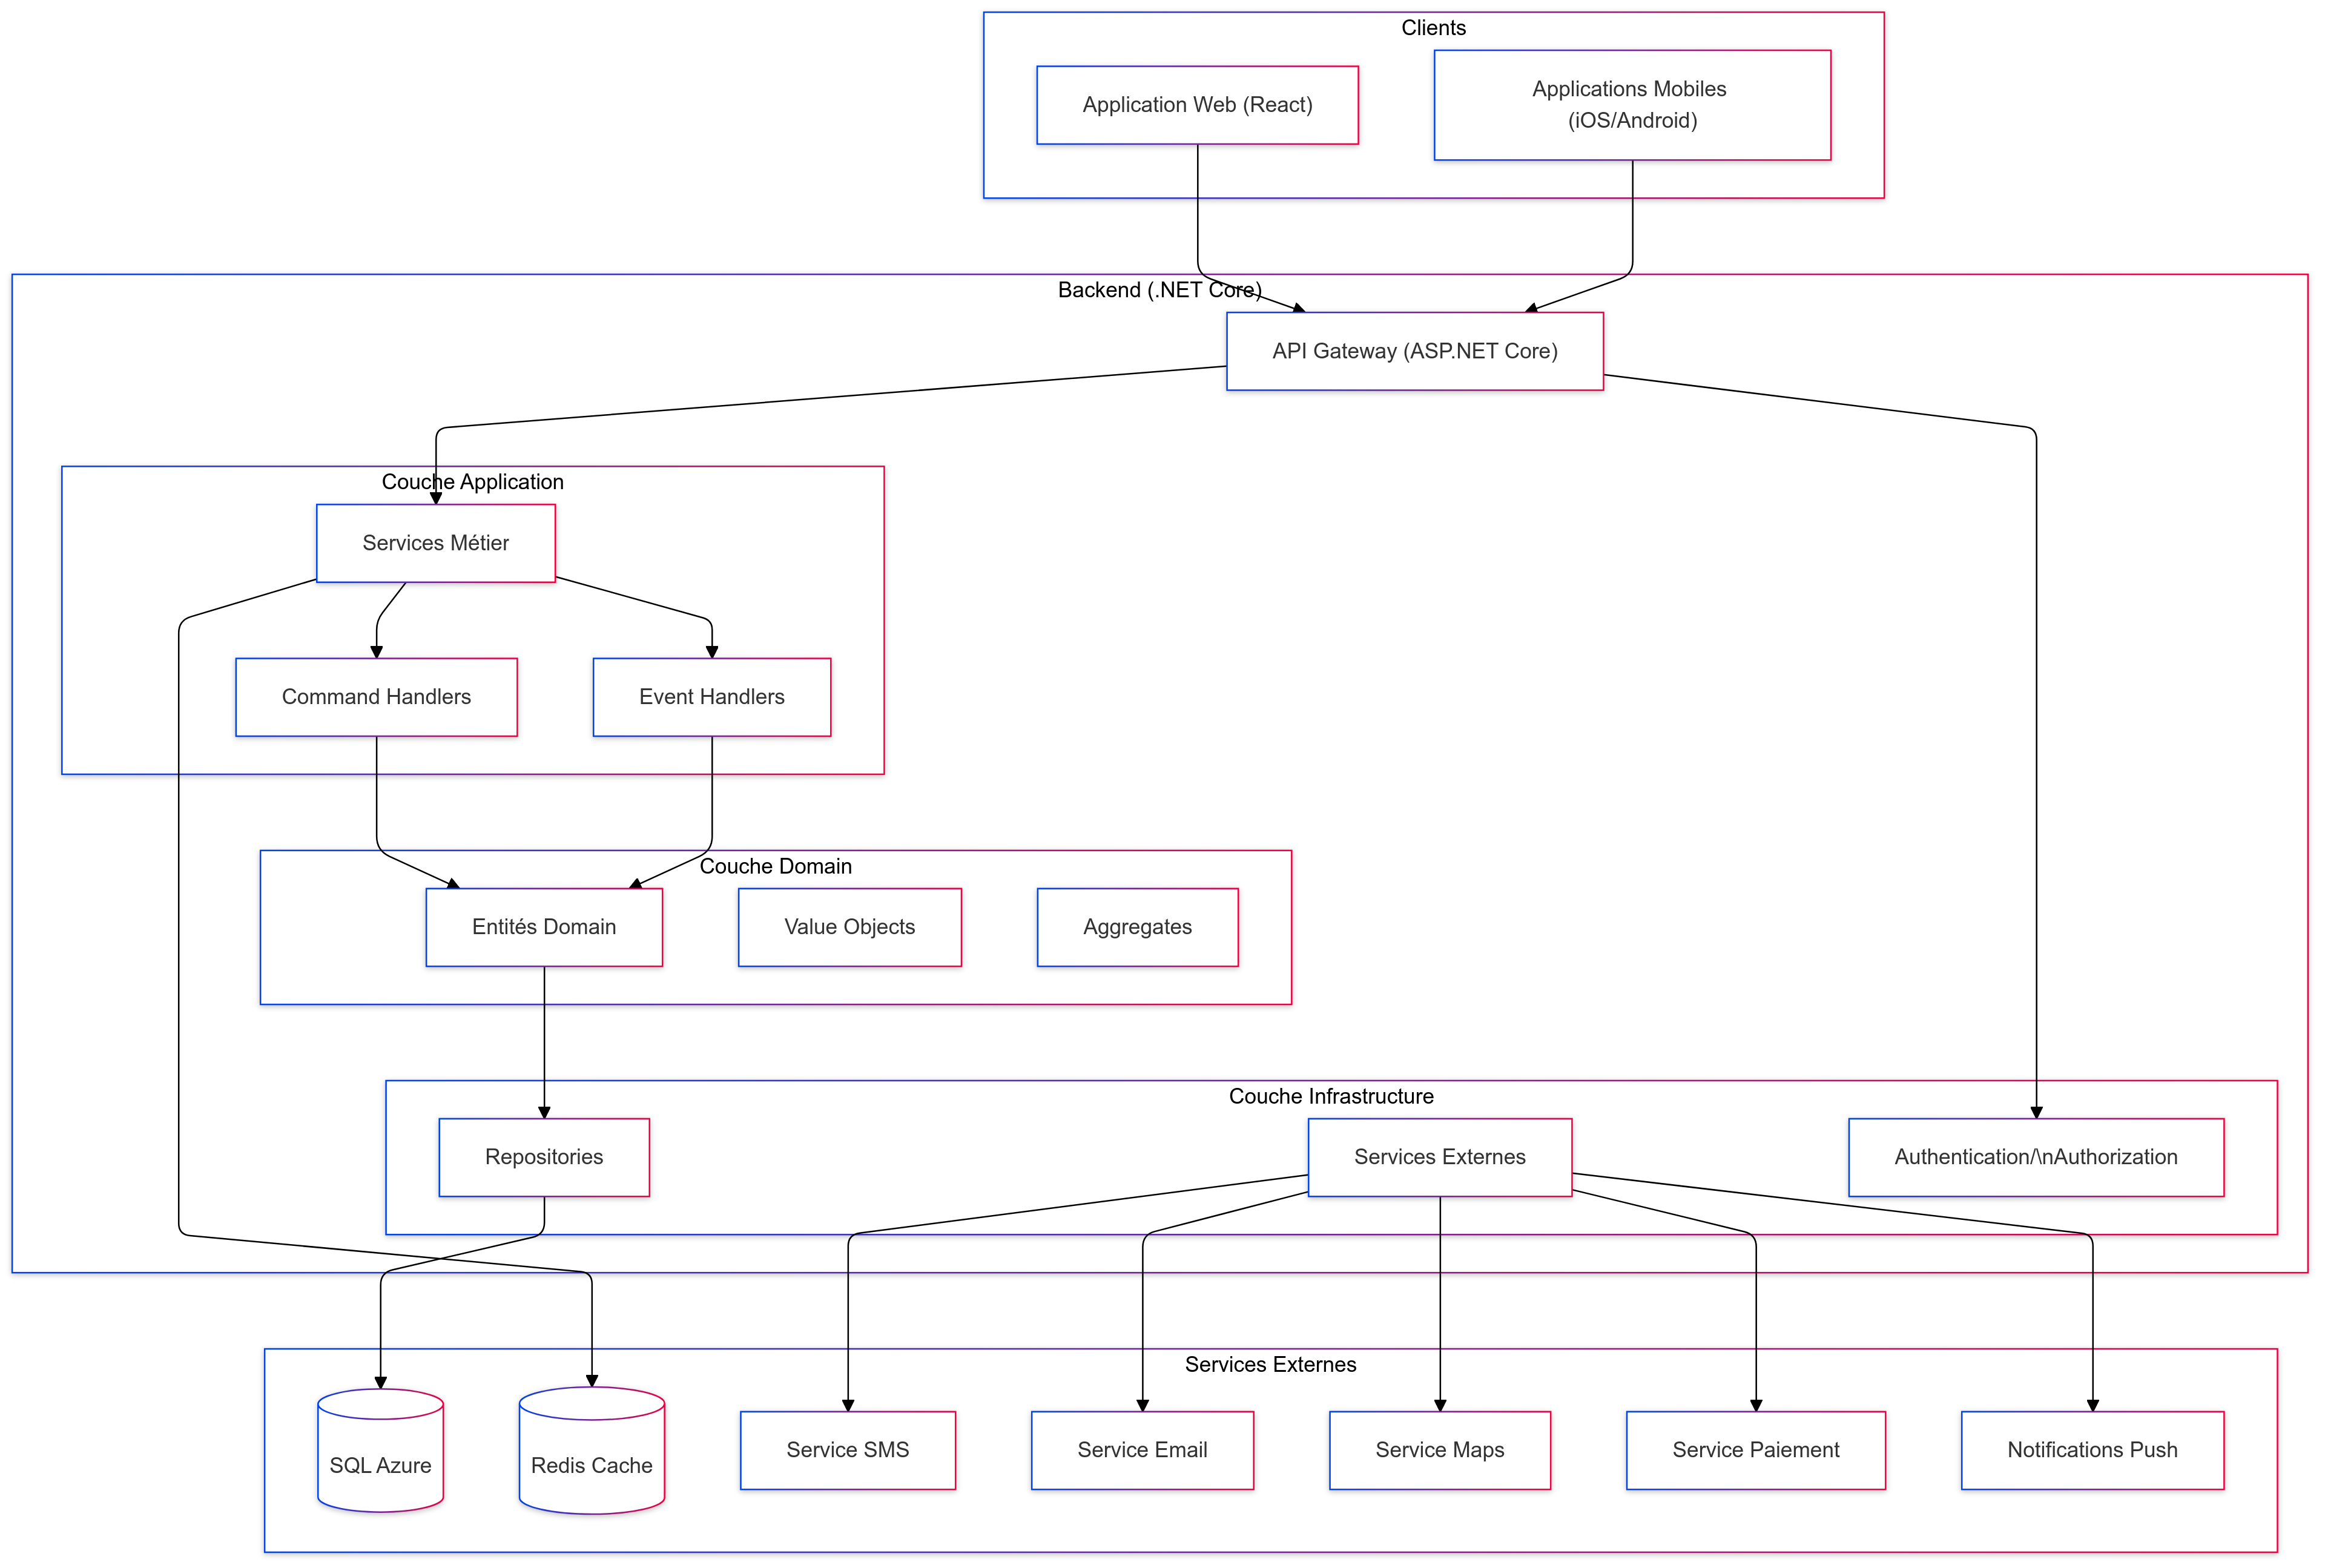 Clients
Application Web (React)
Applications Mobiles
(iOS/Android)
Backend (.NET Core)
API Gateway (ASP.NET Core)
Couche Application
Services Métier
Command Handlers
Event Handlers
Couche Domain
Entités Domain
Value Objects
Aggregates
Couche Infrastructure
Repositories
Services Externes
Authentication/\nAuthorization
Services Externes
SQL Azure
Redis Cache
Service SMS
Service Email
Service Maps
Service Paiement
Notifications Push